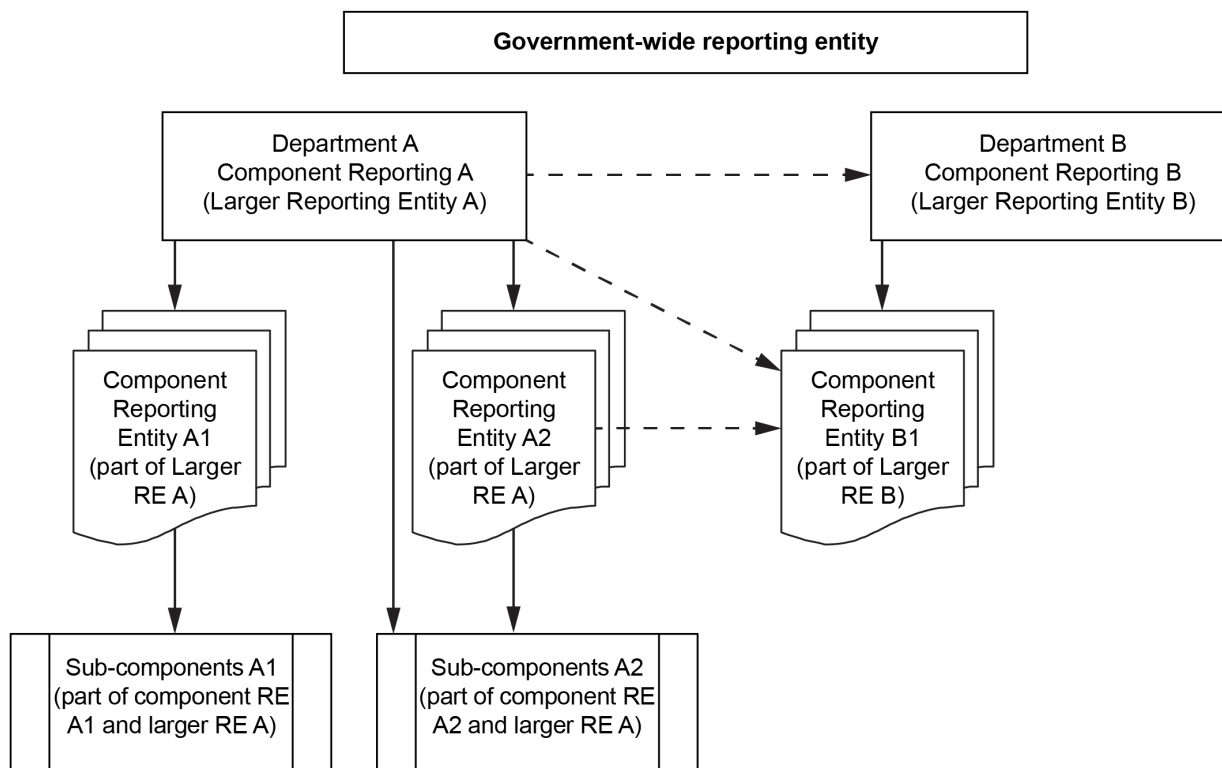 Government-wide reporting entity
Department A
Component Reporting A
(Larger Reporting Entity A)
Department B
Component Reporting B
(Larger Reporting Entity B)
Component
Reporting
Entity A1
(part of Larger
RE A)
Component
Reporting
Entity A2
(part of Larger
RE A)
Component
Reporting
Entity B1
(part of Larger
RE B)
Sub-components A1
(part of component RE
A1 and larger RE A)
Sub-components A2
(part of component RE
A2 and larger RE A)